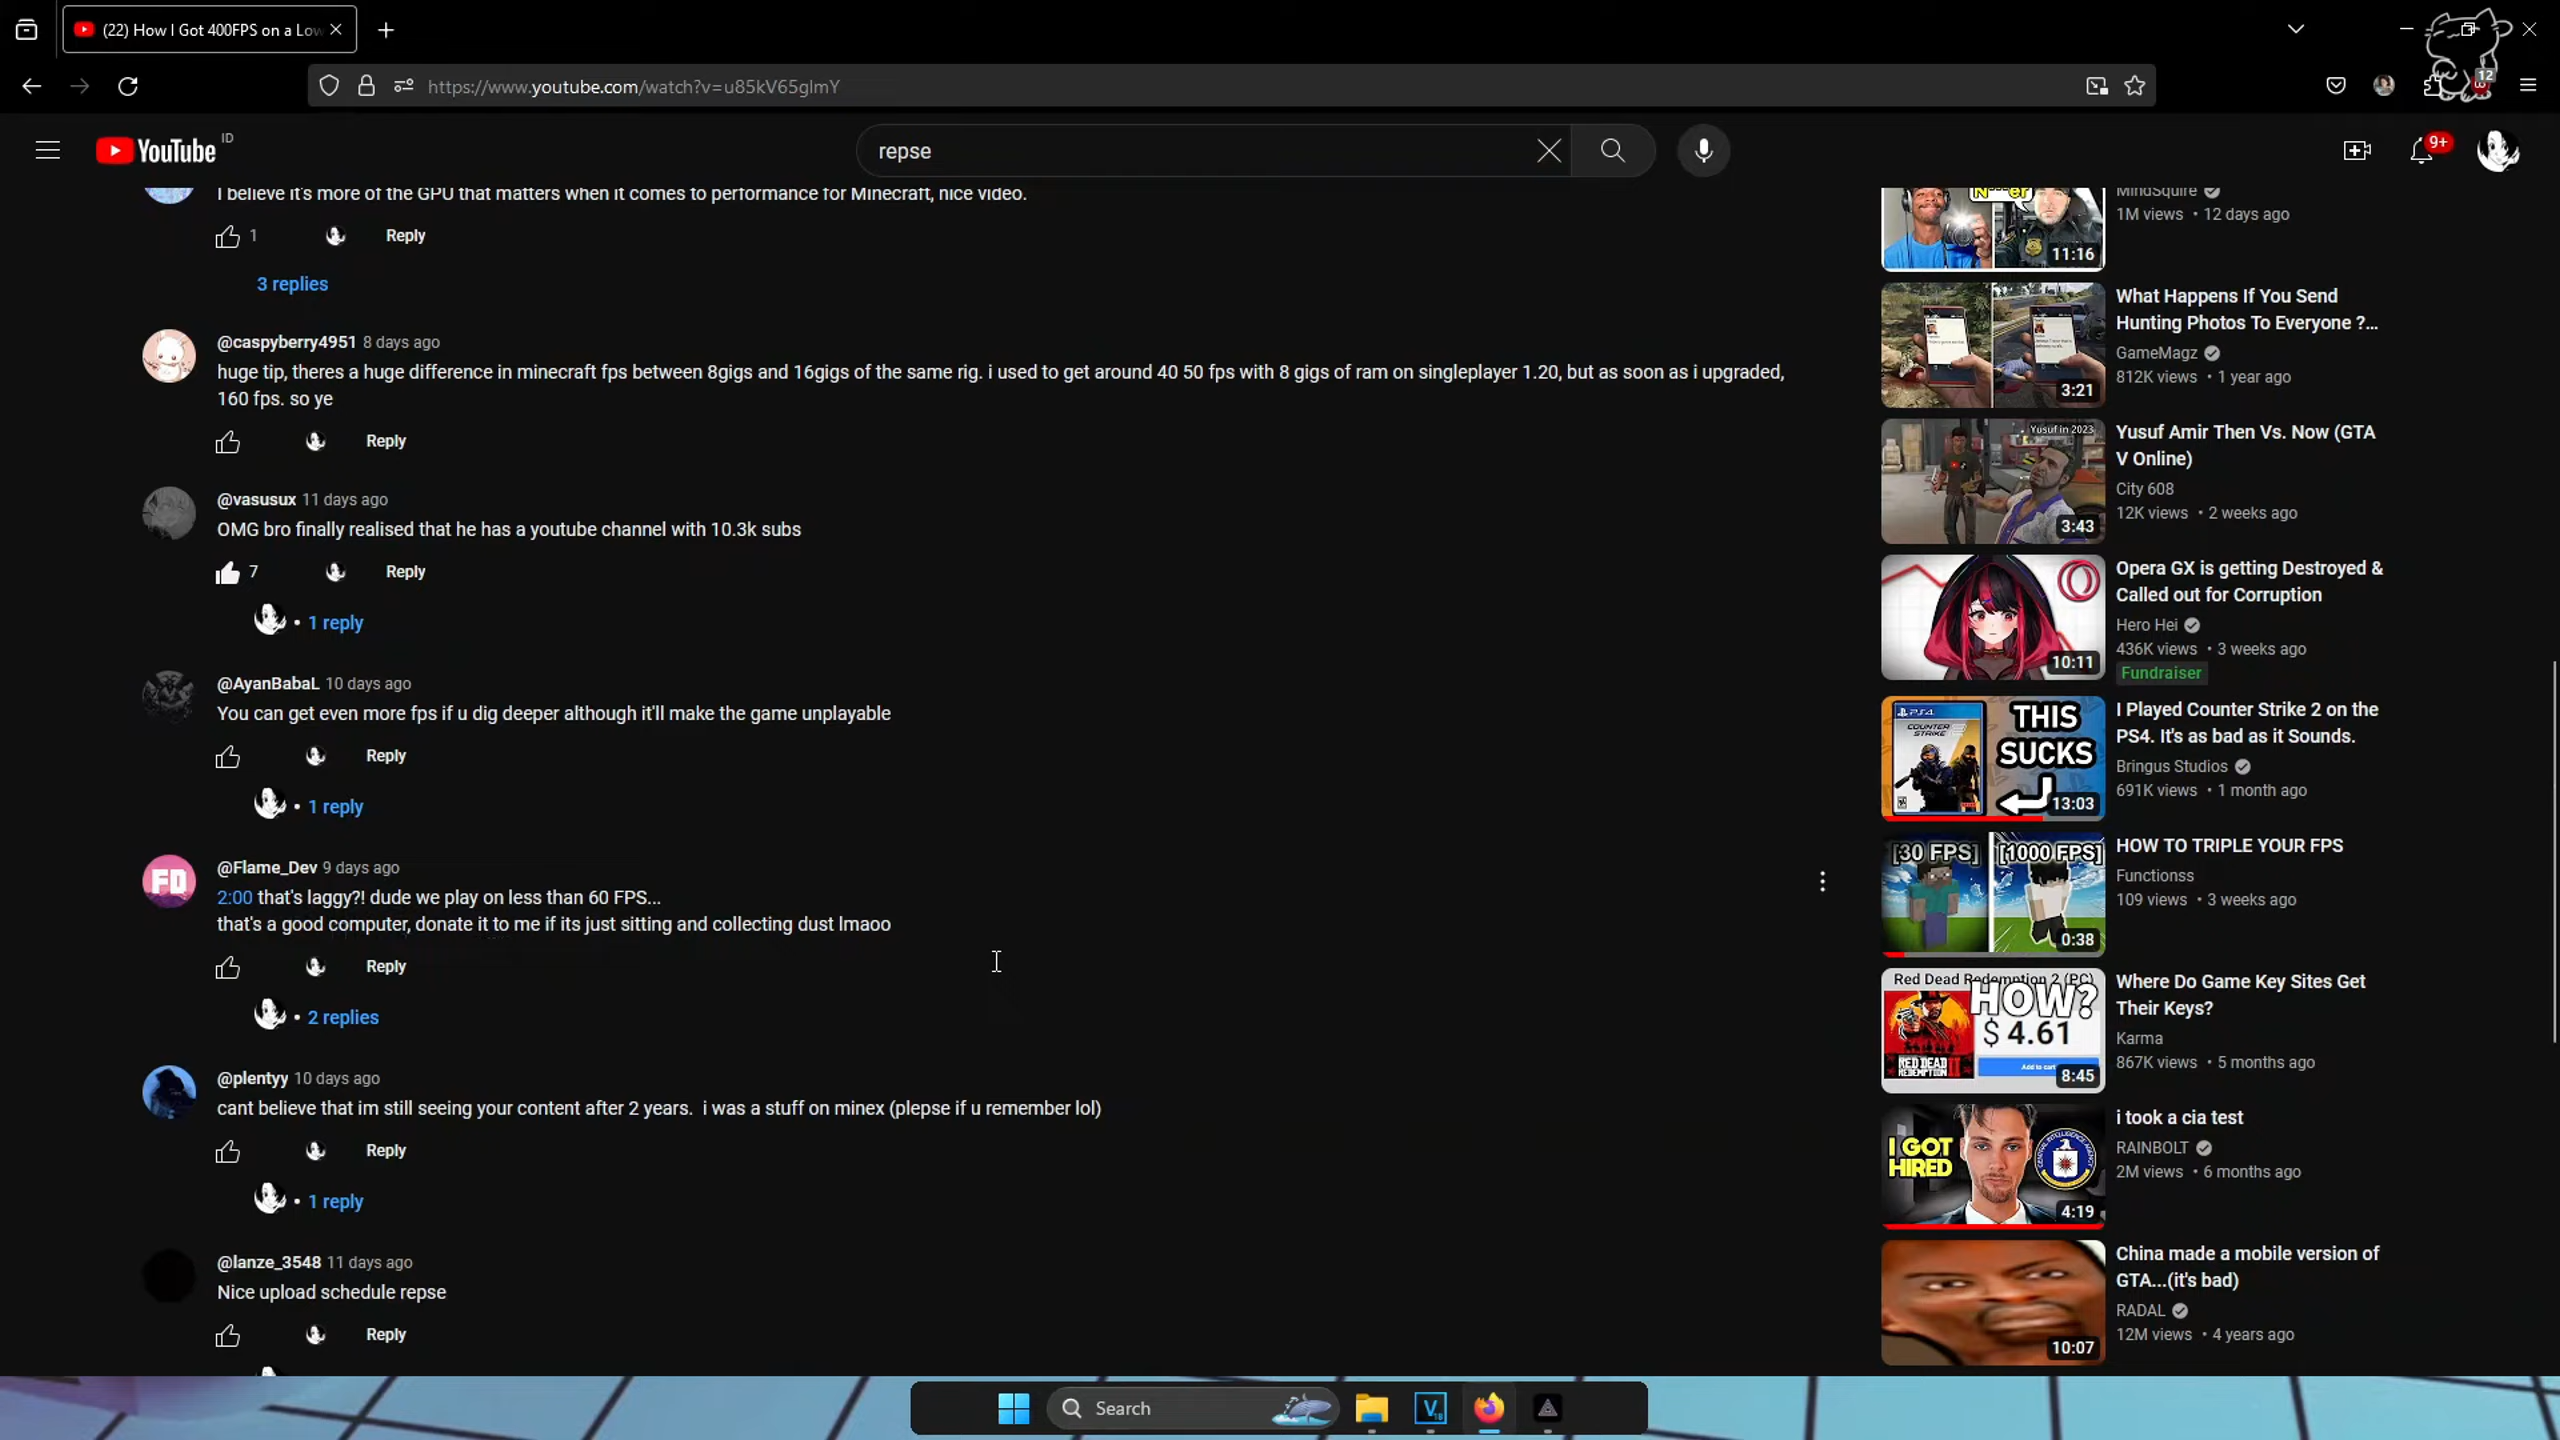 (22) How I Got 400FPS on a Low
https://www.youtube.com/watch?v=u85kV65glmY
12
YouTube ID
repse
9+
I believe it's more of the GPU that matters when it comes to performance for Minecraft, nice video.
1 Reply
3 replies
@caspyberry4951 8 days ago
huge tip, theres a huge difference in minecraft fps between 8gigs and 16gigs of the same rig. i used to get around 40 50 fps with 8 gigs of ram on singleplayer 1.20, but as soon as i upgraded,
160 fps. so ye
Reply
@vasusux 11 days ago
OMG bro finally realised that he has a youtube channel with 10.3k subs
7 Reply
• 1 reply
@AyanBabaL 10 days ago
You can get even more fps if u dig deeper although it'll make the game unplayable
Reply
• 1 reply
@Flame_Dev 9 days ago
FD
2:00 that's laggy?! dude we play on less than 60 FPS...
that's a good computer, donate it to me if its just sitting and collecting dust lmaoo
Reply
• 2 replies
@plentyy 10 days ago
cant believe that im still seeing your content after 2 years. i was a stuff on minex (plepse if u remember lol)
Reply
• 1 reply
@lanze_3548 11 days ago
Nice upload schedule repse
Reply
MindSquire
1M views • 12 days ago
11:16
What Happens If You Send
Hunting Photos To Everyone ?...
GameMagz
812K views • 1 year ago
3:21
Yusuf in 2023
Yusuf Amir Then Vs. Now (GTA
V Online)
City 608
12K views • 2 weeks ago
3:43
Opera GX is getting Destroyed &
Called out for Corruption
Hero Hei
436K views • 3 weeks ago
Fundraiser
10:11
PS4
COUNTER
STRIKE 2
THIS
SUCKS
13:03
I Played Counter Strike 2 on the
PS4. It's as bad as it Sounds.
Bringus Studios
691K views • 1 month ago
[30 FPS] [1000 FPS]
0:38
HOW TO TRIPLE YOUR FPS
Functionss
109 views • 3 weeks ago
Red Dead Redemption 2 (PC)
HOW?
$ 4.61
RED DEAD
REDEMPTION II
Add to cart
8:45
Where Do Game Key Sites Get
Their Keys?
Karma
867K views • 5 months ago
I GOT
HIRED
4:19
i took a cia test
RAINBOLT
2M views • 6 months ago
China made a mobile version of
GTA...(it's bad)
RADAL
12M views • 4 years ago
10:07
Search
V
18